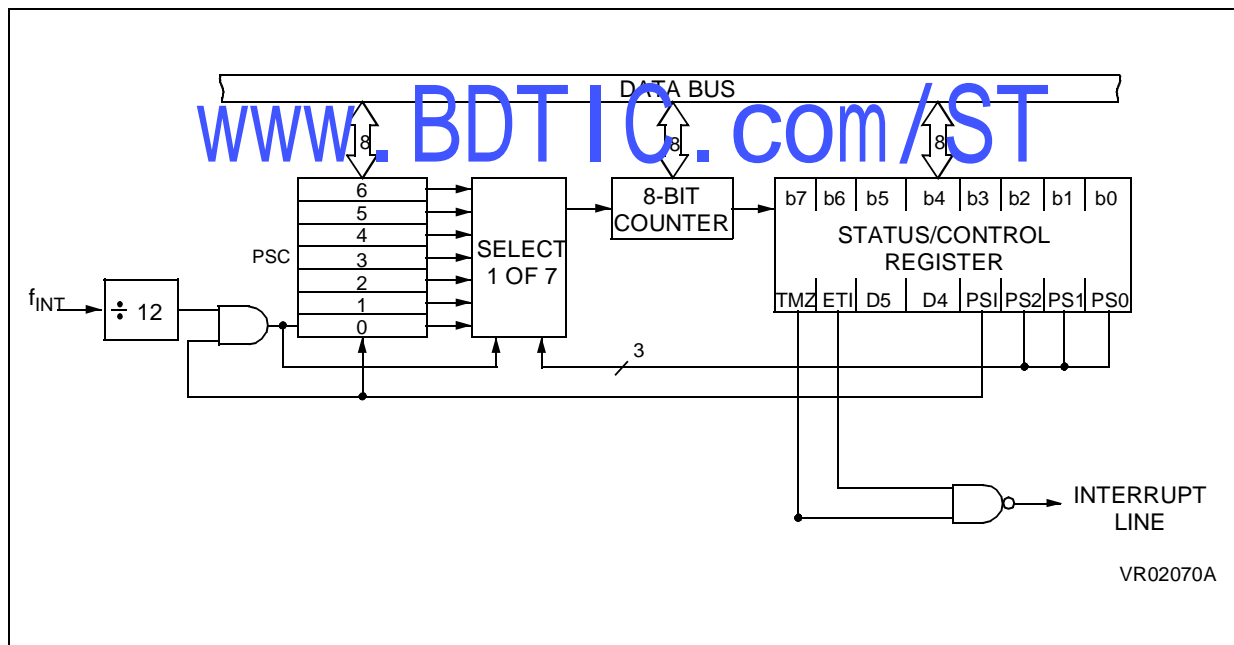 DATA BUS
www.BDTIC.com/ST
8
8
8
6
5
4
3
2
1
0
PSC
fINT
÷ 12
SELECT
1 OF 7
8-BIT
COUNTER
b7 b6 b5 b4 b3 b2 b1 b0
STATUS/CONTROL
REGISTER
TMZ ETI D5 D4 PSI PS2 PS1 PS0
3
INTERRUPT
LINE
VR02070A